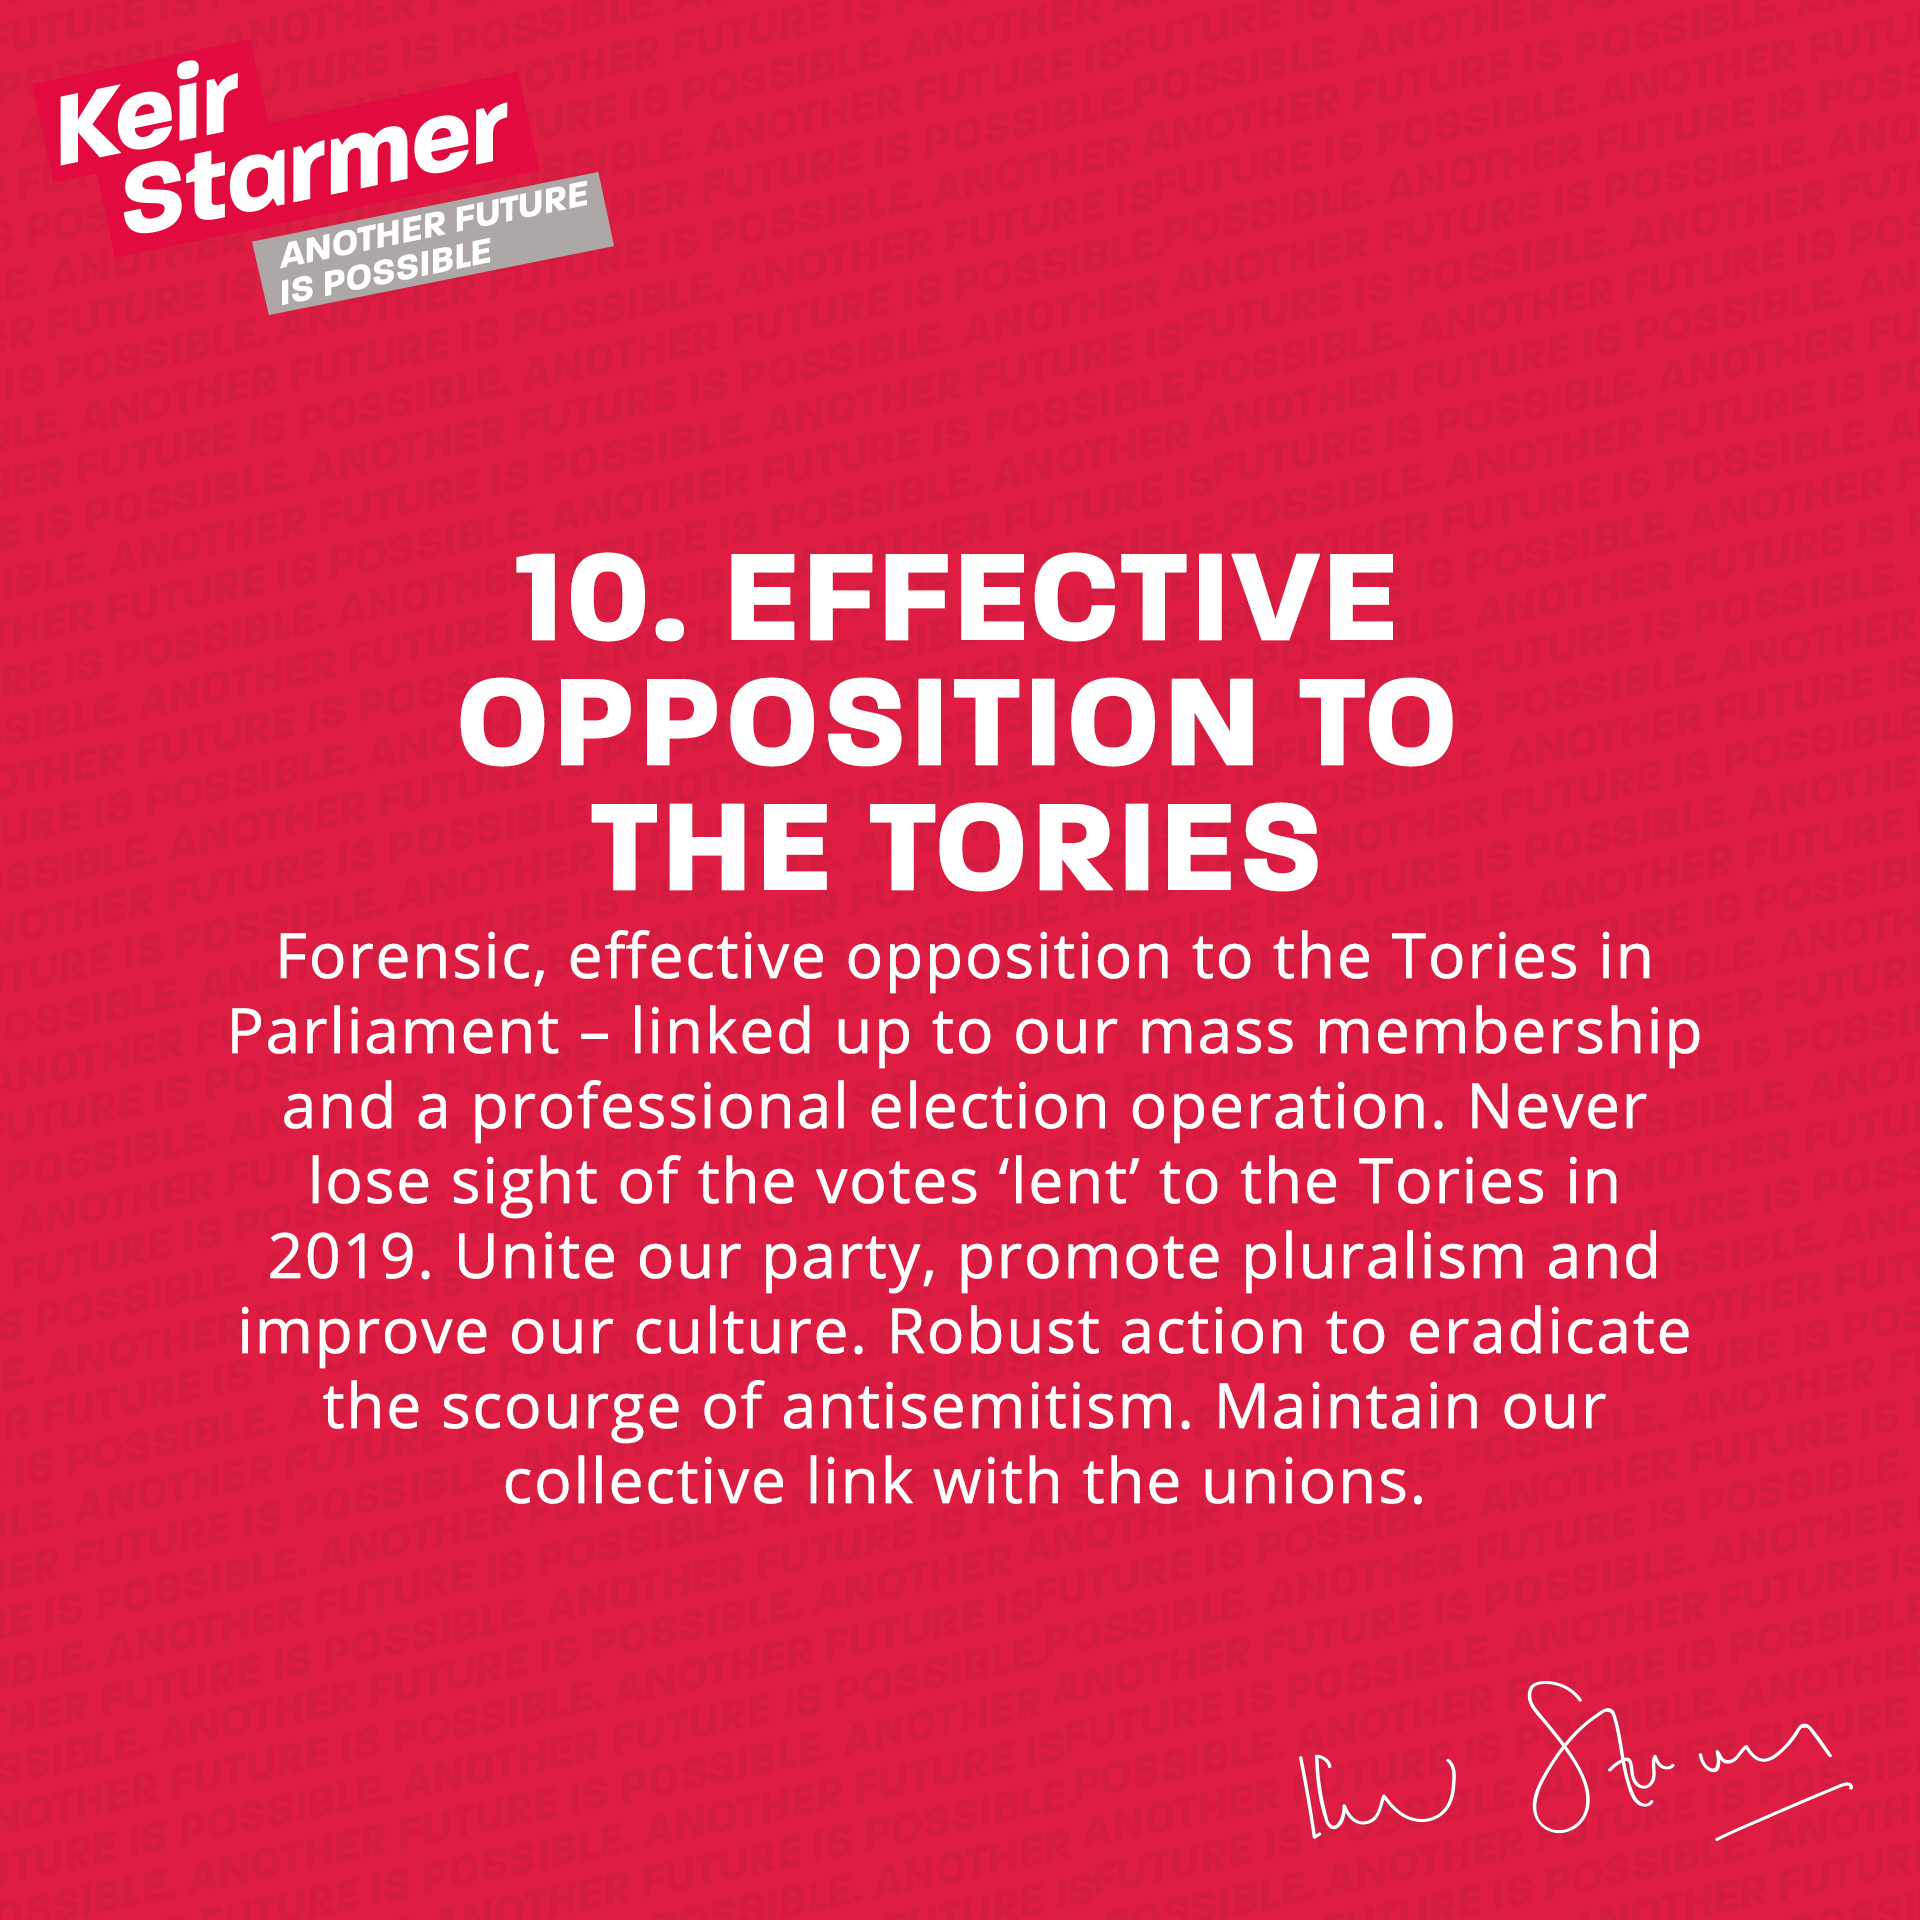 Keir
Starmer
ANOTHER FUTURE
IS POSSIBLE
10. EFFECTIVE
OPPOSITION TO
THE TORIES
Forensic, effective opposition to the Tories in
Parliament – linked up to our mass membership
and a professional election operation. Never
lose sight of the votes ‘lent’ to the Tories in
2019. Unite our party, promote pluralism and
improve our culture. Robust action to eradicate
the scourge of antisemitism. Maintain our
collective link with the unions.
Keir Starmer